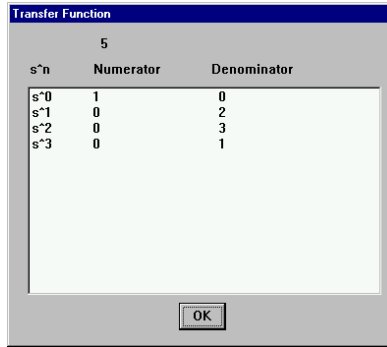 Transfer Function
5
s^n Numerator Denominator
s^0 1 0
s^1 0 2
s^2 0 3
s^3 0 1
OK